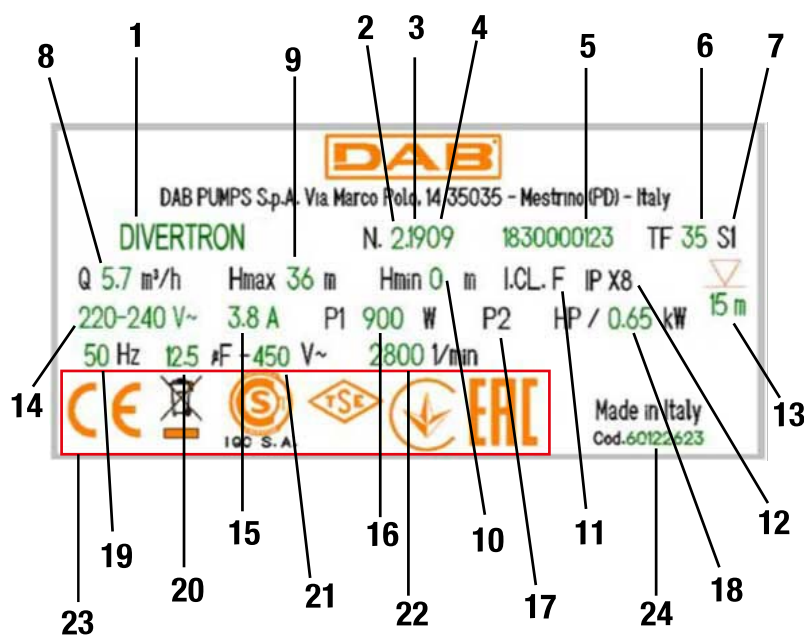 1 2 3 4 5 6 7
8 9
DAB
DAB PUMPS S.p.A. Via Marco Polo, 14 35035 - Mestrino (PD) - Italy
DIVERTRON N. 2.1909 1830000123 TF 35 S1
Q 5.7 m³/h Hmax 36 m Hmin 0 m I.CL. F IP X8
15 m
220-240 V~ 3.8 A P1 900 W P2 HP / 0.65 kW
50 Hz 12.5 µF - 450 V~ 2800 1/min
CE S TSE EAC
IQC S.A.
Made in Italy
Cod.60122623
14 13
15 16 10 11 12
19 20 21 22 17 18
23 24